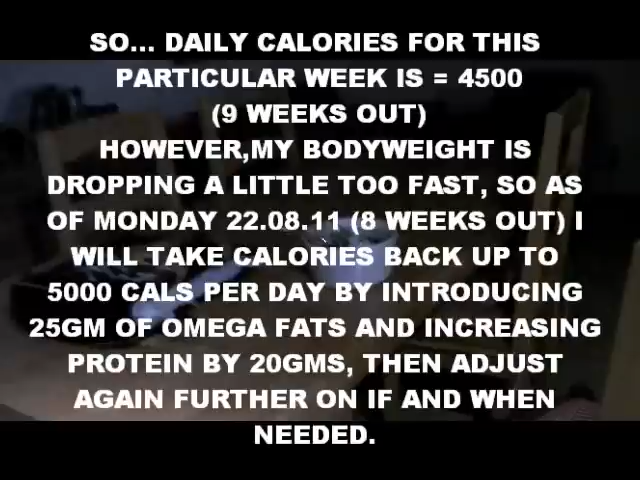 SO... DAILY CALORIES FOR THIS
PARTICULAR WEEK IS = 4500
(9 WEEKS OUT)
HOWEVER,MY BODYWEIGHT IS
DROPPING A LITTLE TOO FAST, SO AS
OF MONDAY 22.08.11 (8 WEEKS OUT) I
WILL TAKE CALORIES BACK UP TO
5000 CALS PER DAY BY INTRODUCING
25GM OF OMEGA FATS AND INCREASING
PROTEIN BY 20GMS, THEN ADJUST
AGAIN FURTHER ON IF AND WHEN
NEEDED.